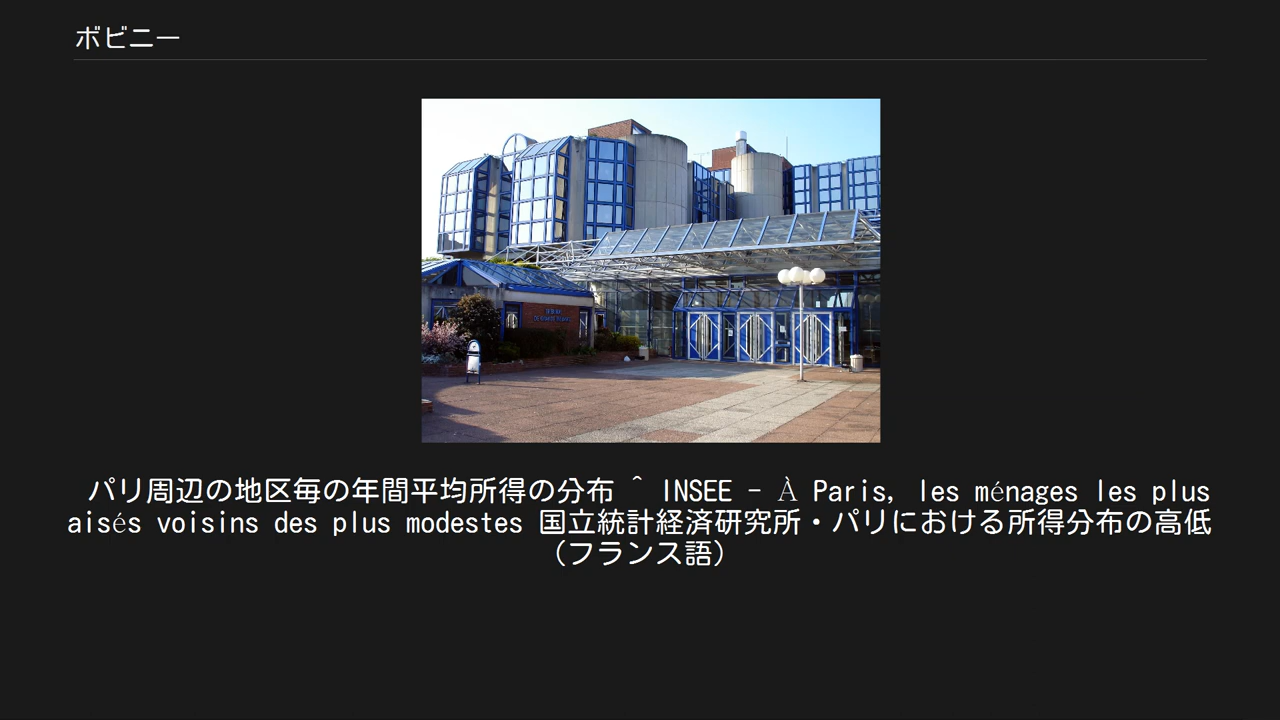 ボビニー
パリ周辺の地区毎の年間平均所得の分布 ^ INSEE - À Paris, les ménages les plus
aisés voisins des plus modestes 国立統計経済研究所・パリにおける所得分布の高低
（フランス語）